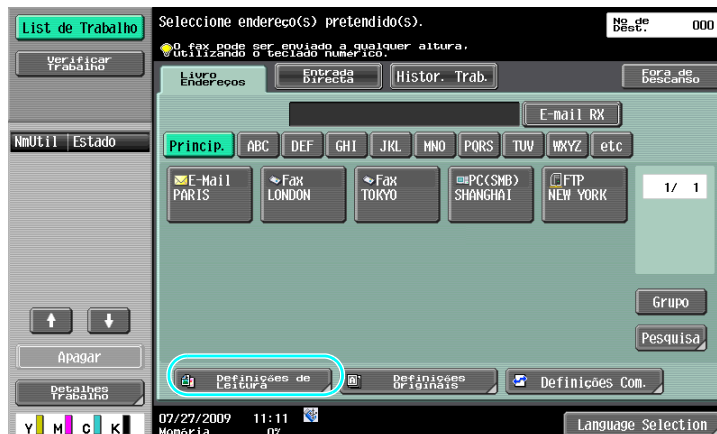 List de Trabalho
Verificar
Trabalho
NmUtil Estado
Apagar
Detalhes
Trabalho
Y M C K
Seleccione endereço(s) pretendido(s).
Nº de
Dest. 000
O fax pode ser enviado a qualquer altura,
utilizando o teclado numérico.
Livro
Endereços
Entrada
Directa
Histor. Trab.
Fora de
Descanso
E-mail RX
Princip. ABC DEF GHI JKL MNO PQRS TUV WXYZ etc
E-Mail
PARIS
Fax
LONDON
Fax
TOKYO
PC(SMB)
SHANGHAI
FTP
NEW YORK
1/ 1
Grupo
Pesquisa
Definições de
Leitura
Definições
Originais
Definições Com.
07/27/2009 11:11
Memória 0%
Language Selection